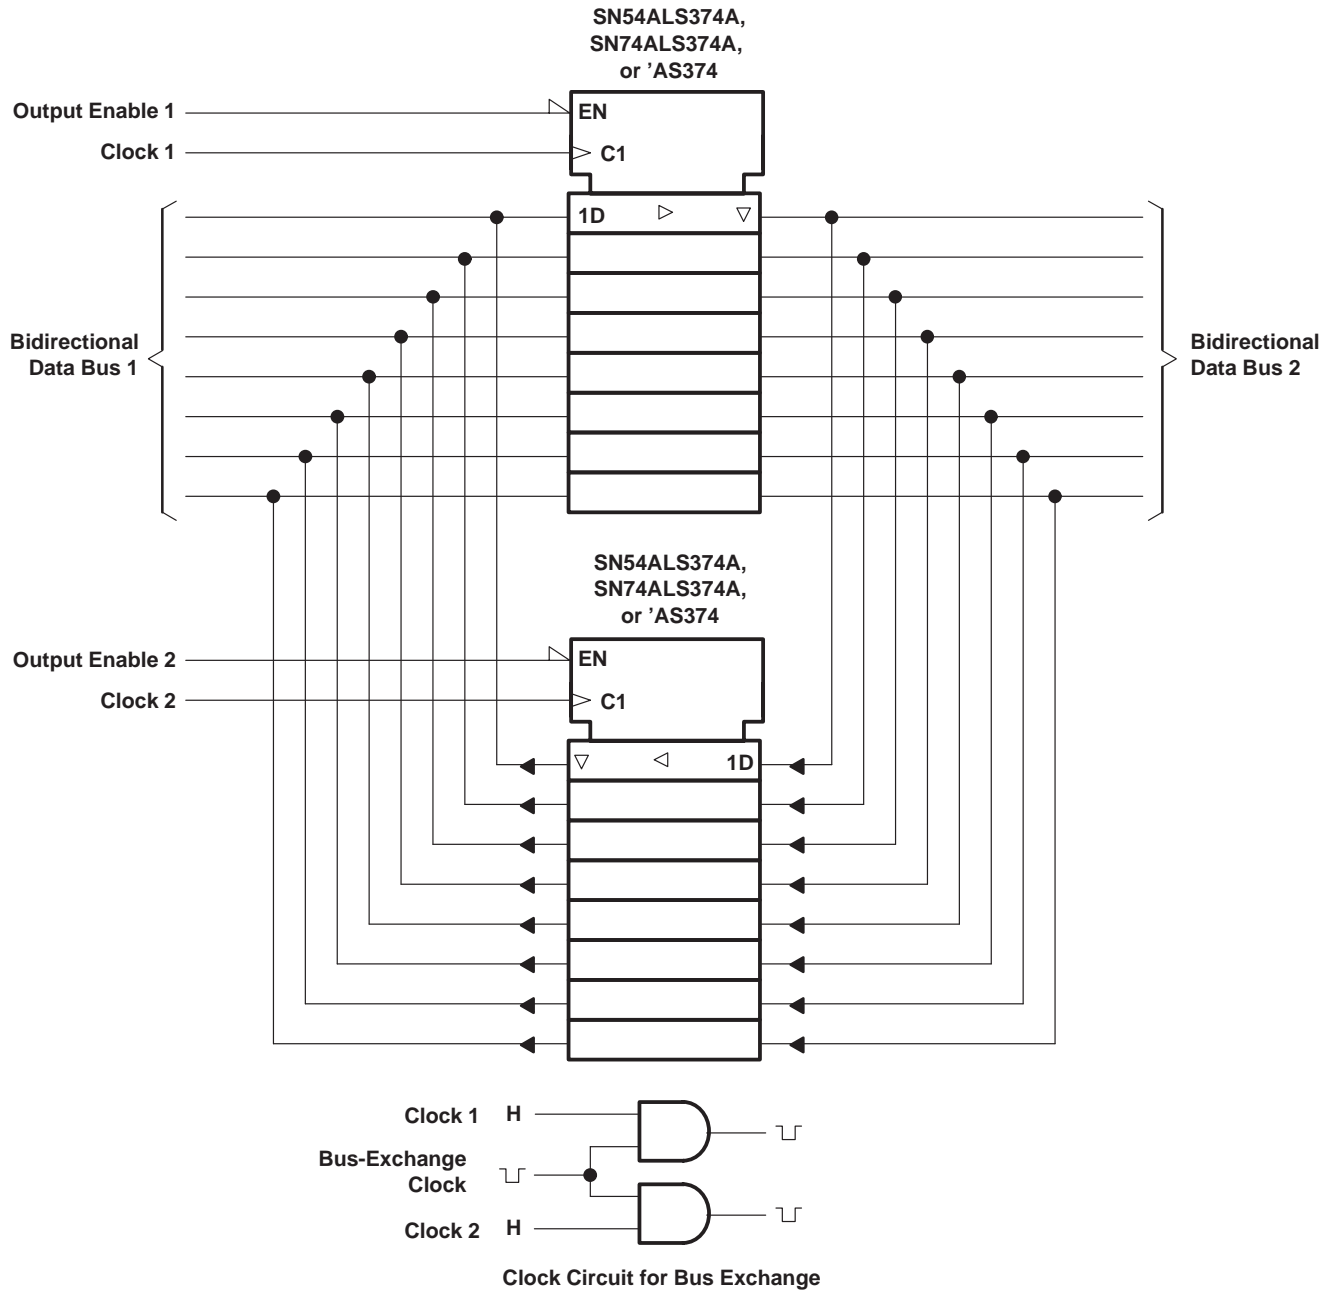 SN54ALS374A,
SN74ALS374A,
or ’AS374
Output Enable 1
EN
Clock 1
C1
1D
Bidirectional
Data Bus 1
Bidirectional
Data Bus 2
SN54ALS374A,
SN74ALS374A,
or ’AS374
Output Enable 2
EN
Clock 2
C1
1D
Clock 1 H
Bus-Exchange
Clock
Clock 2 H
Clock Circuit for Bus Exchange